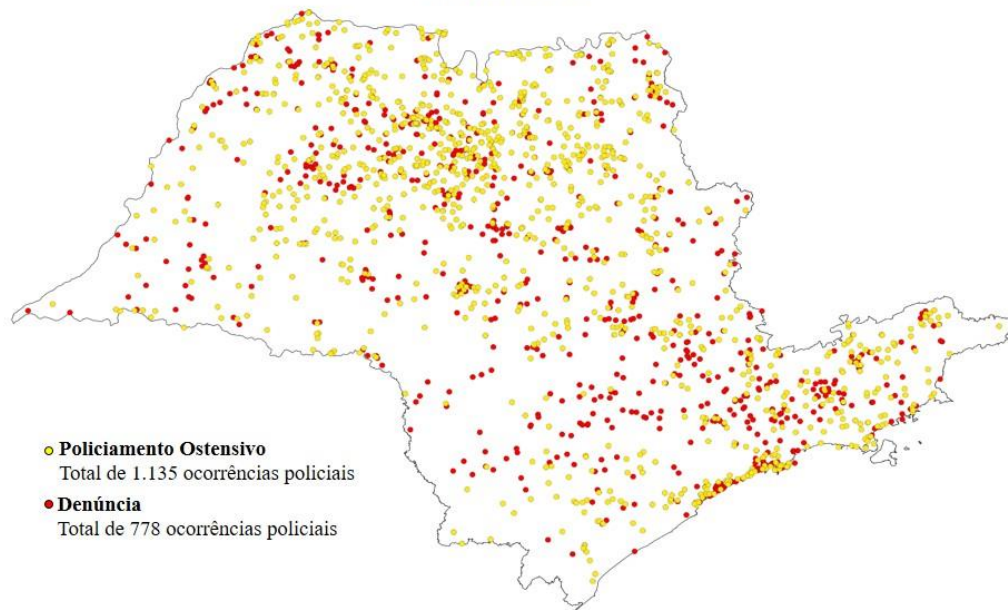 Policiamento Ostensivo
Total de 1.135 ocorrências policiais
Denúncia
Total de 778 ocorrências policiais